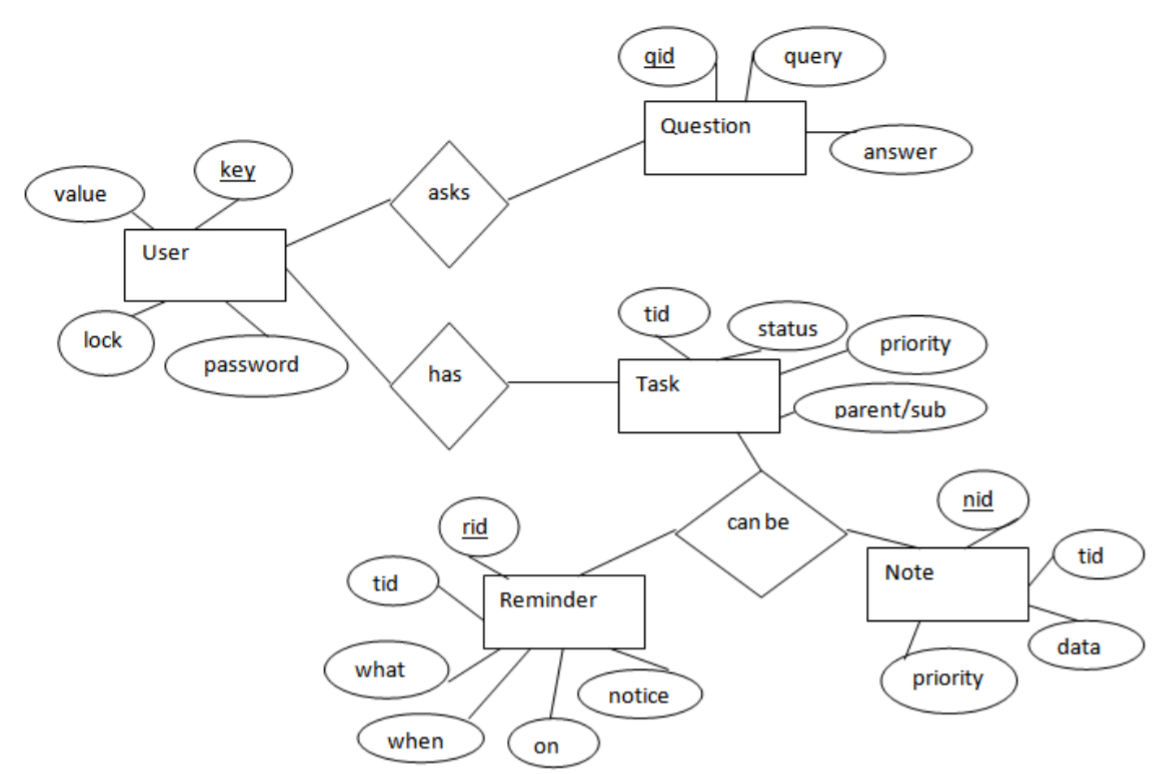 qid
query
Question
answer
key
value
asks
User
lock
password
has
tid
status
priority
Task
parent/sub
can be
nid
rid
tid
Note
tid
Reminder
data
what
priority
notice
when
on